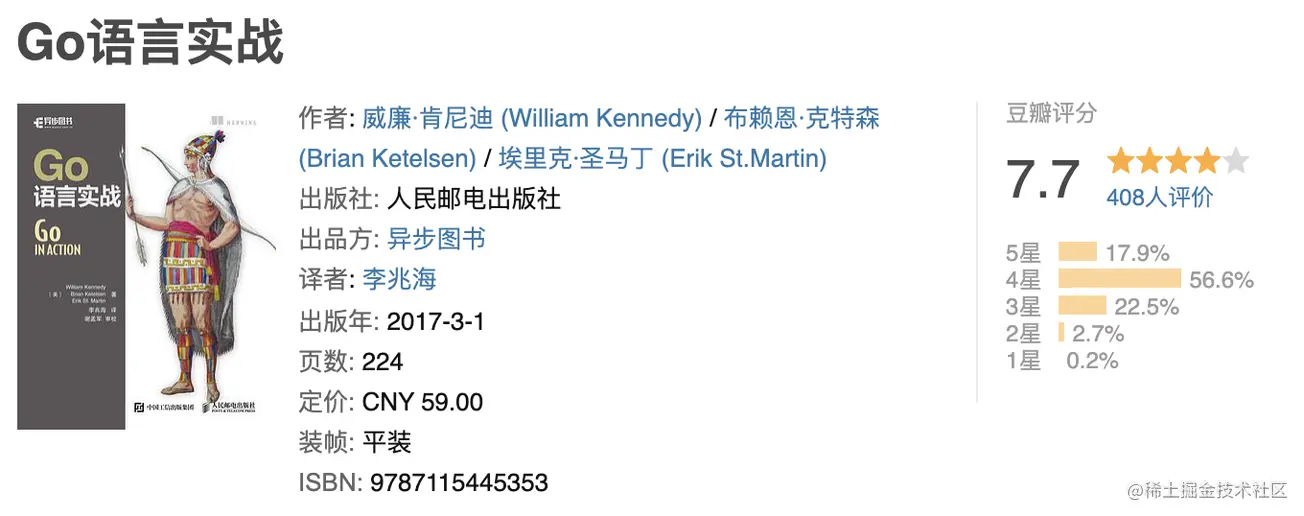 Go语言实战
异步图书
MANNING
Go
语言实战
Go
IN ACTION
William Kennedy
[美] Brian Ketelsen 著
Erik St. Martin
李兆海 译
谢孟军 审校
中国工信出版集团
人民邮电出版社
POSTS & TELECOM PRESS
作者: 威廉·肯尼迪 (William Kennedy) / 布赖恩·克特森
(Brian Ketelsen) / 埃里克·圣马丁 (Erik St.Martin)
出版社: 人民邮电出版社
出品方: 异步图书
译者: 李兆海
出版年: 2017-3-1
页数: 224
定价: CNY 59.00
装帧: 平装
ISBN: 9787115445353
豆瓣评分
7.7
408人评价
5星 17.9%
4星 56.6%
3星 22.5%
2星 2.7%
1星 0.2%
@稀土掘金技术社区